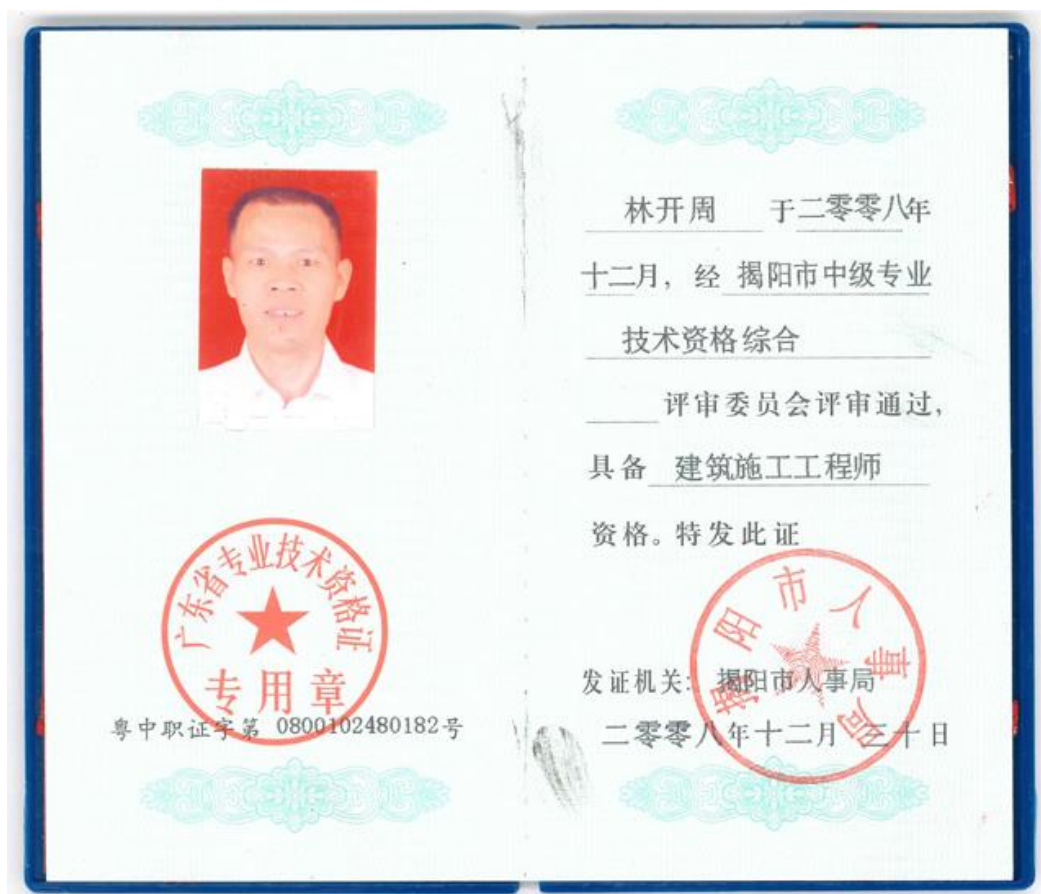 广东省专业技术资格证
专用章
粤中职证字第 0800102480182号
林开周 于二零零八年
十二月，经 揭阳市中级专业
技术资格综合
评审委员会评审通过，
具备 建筑施工工程师
资格。特发此证
揭阳市人事局
发证机关: 揭阳市人事局
二零零八年十二月 三十日